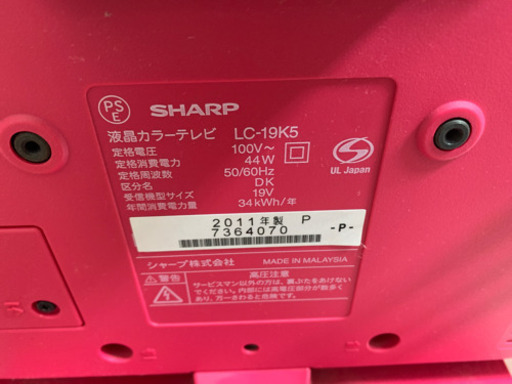 PS
E
SHARP
液晶カラーテレビ LC-19K5
定格電圧 100V～
定格消費電力 44W
定格周波数 50/60Hz
区分名 DK
受信機型サイズ 19V
年間消費電力量 34kWh/年
S
UL Japan
2011年製 P
7364070 -P-
シャープ株式会社 MADE IN MALAYSIA
警告
高圧注意
サービスマン以外の方は、裏ぶたをあけない
でください。内部には高電圧部分が数多く
あり、万一さわると危険です。